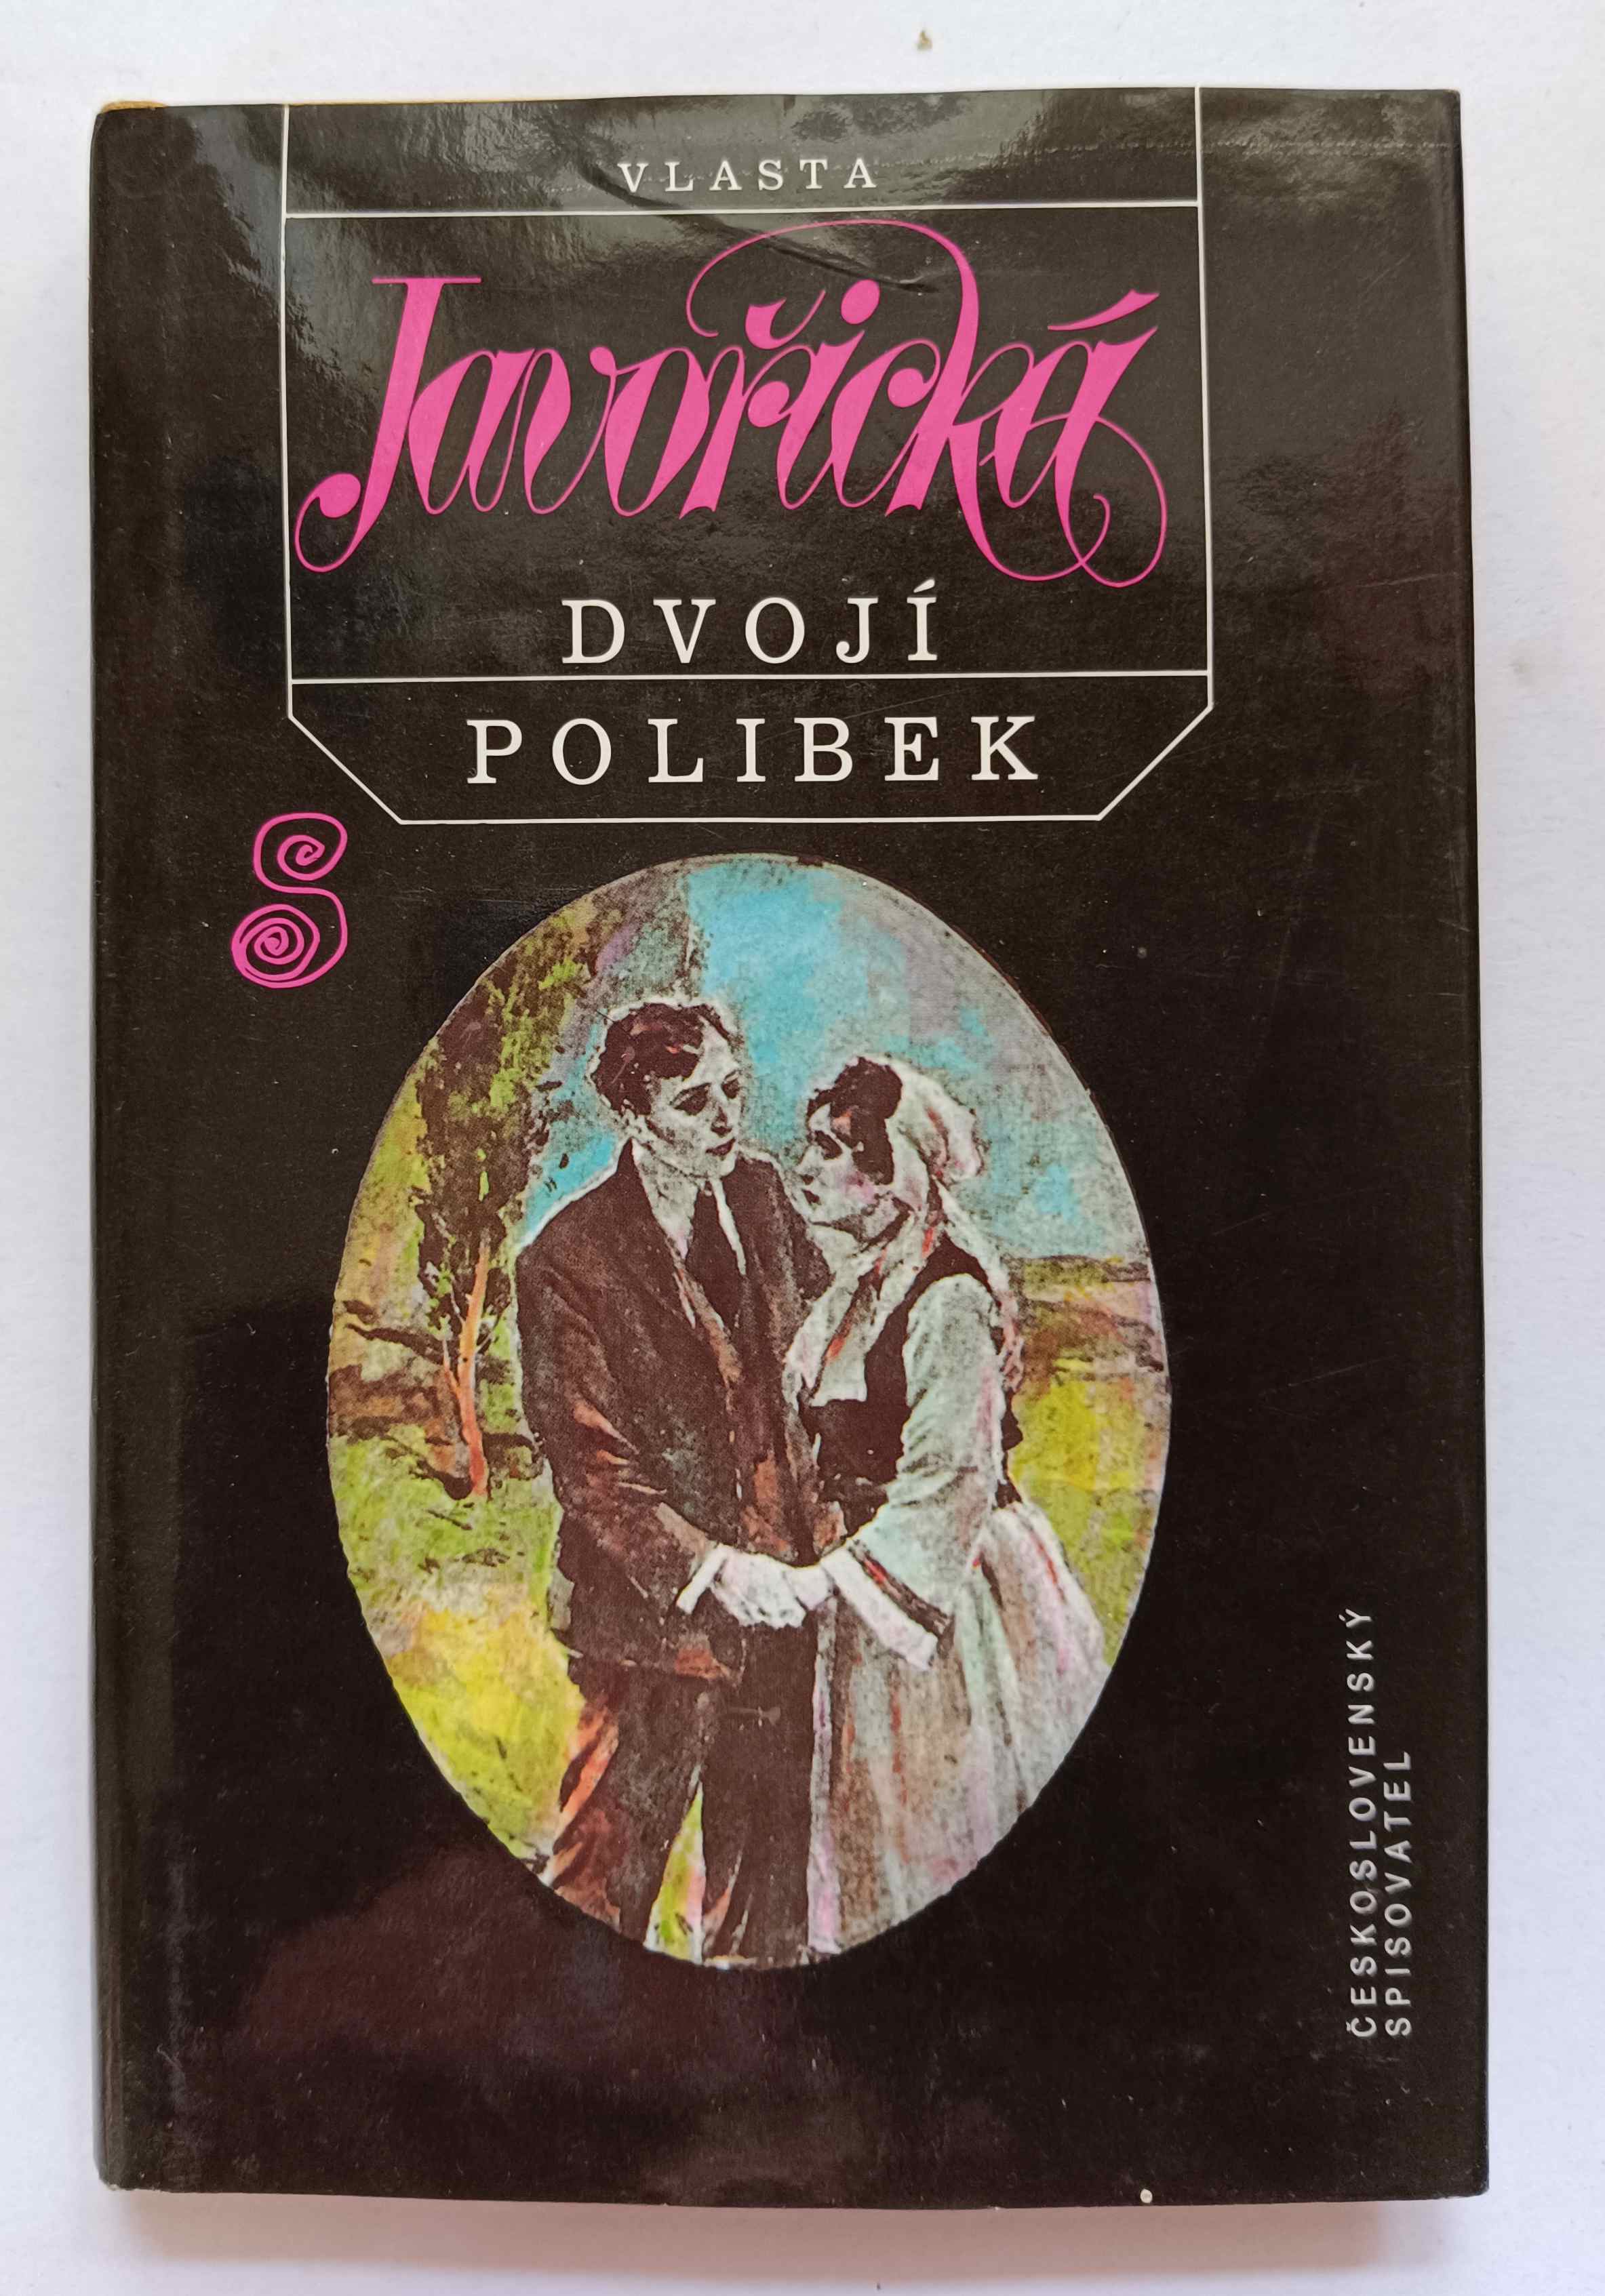 VLASTA
Javořická
DVOJÍ
POLIBEK
S
ČESKOSLOVENSKÝ
SPISOVATEL